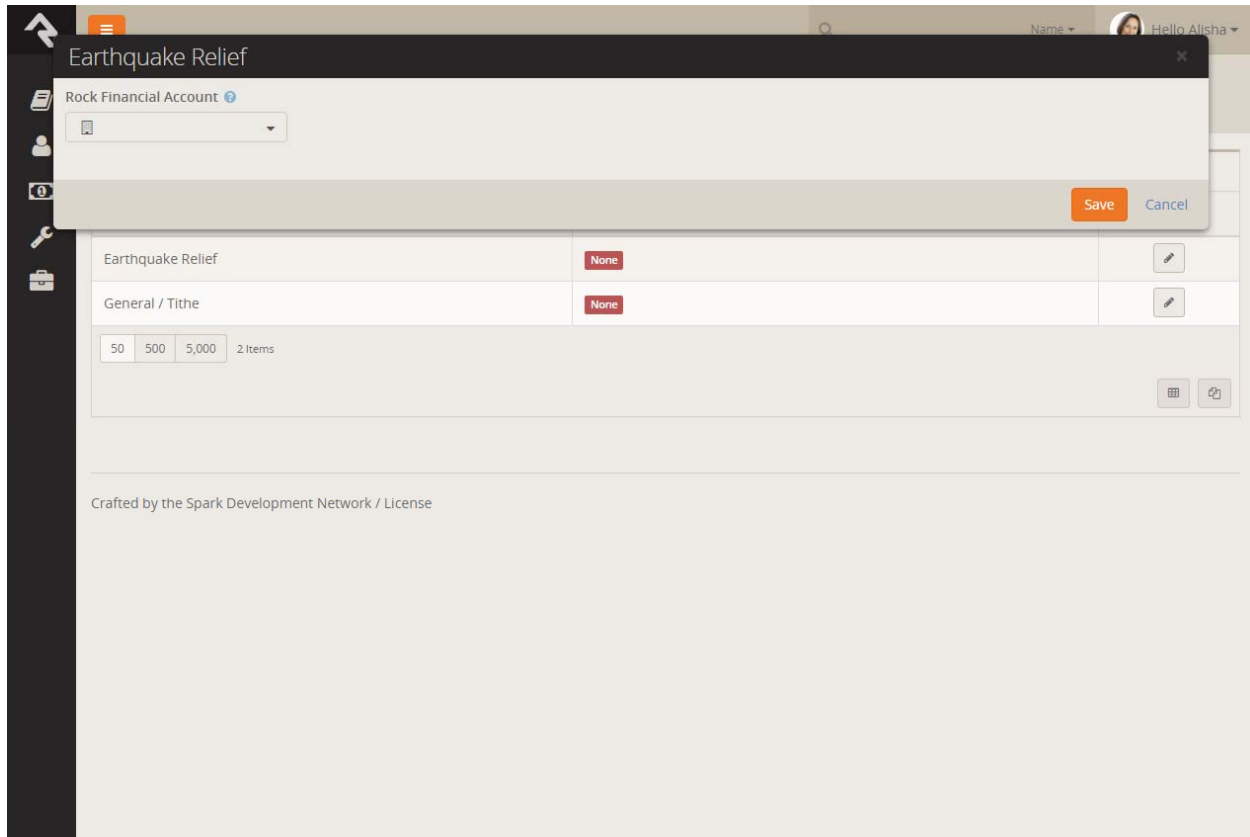 Name
Hello Alisha
Earthquake Relief
Rock Financial Account
Save
Cancel
Earthquake Relief
None
General / Tithe
None
50 500 5,000 2 Items
Crafted by the Spark Development Network / License